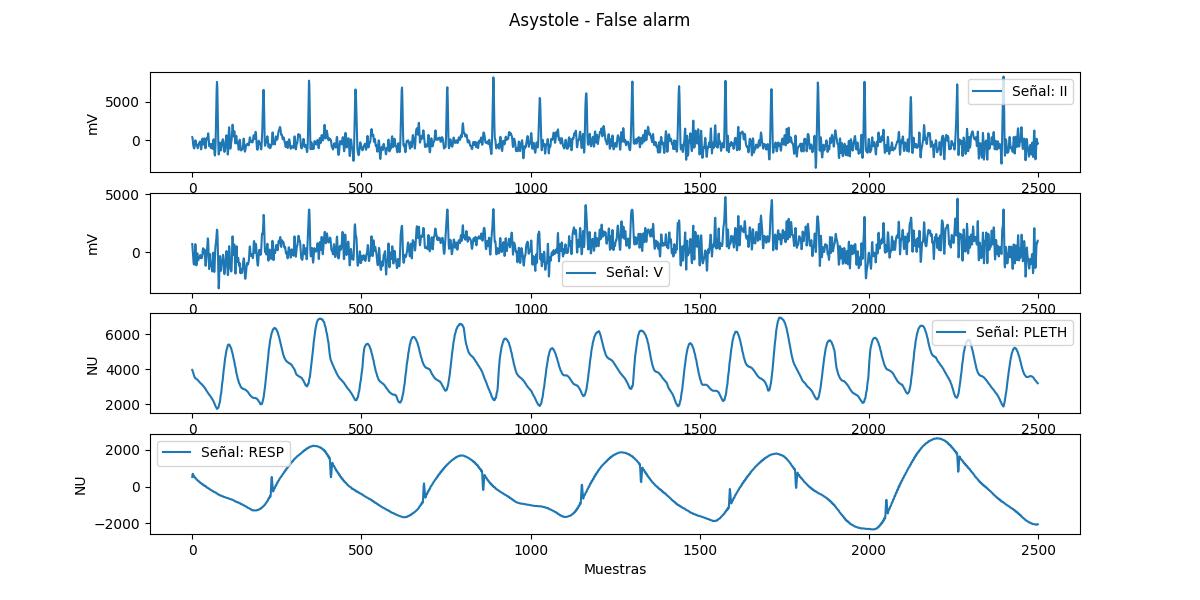 Asystole - False alarm
mV
5000
0
Señal: II
0 500 1000 1500 2000 2500
mV
5000
0
Señal: V
0 500 1000 1500 2000 2500
NU
6000
4000
2000
Señal: PLETH
0 500 1000 1500 2000 2500
NU
2000
0
−2000
Señal: RESP
0 500 1000 1500 2000 2500
Muestras